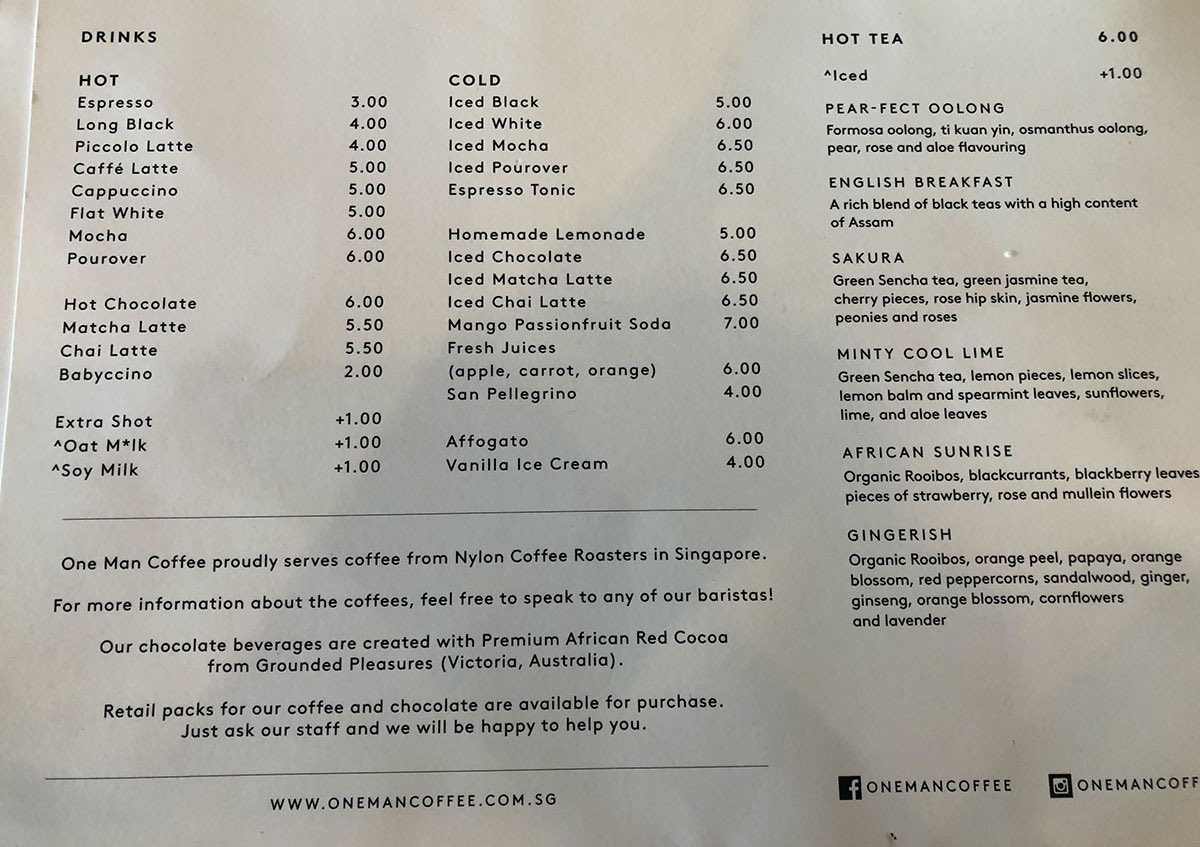 DRINKS
HOT
Espresso 3.00
Long Black 4.00
Piccolo Latte 4.00
Caffé Latte 5.00
Cappuccino 5.00
Flat White 5.00
Mocha 6.00
Pourover 6.00
Hot Chocolate 6.00
Matcha Latte 5.50
Chai Latte 5.50
Babyccino 2.00
Extra Shot +1.00
^Oat M*lk +1.00
^Soy Milk +1.00
COLD
Iced Black 5.00
Iced White 6.00
Iced Mocha 6.50
Iced Pourover 6.50
Espresso Tonic 6.50
Homemade Lemonade 5.00
Iced Chocolate 6.50
Iced Matcha Latte 6.50
Iced Chai Latte 6.50
Mango Passionfruit Soda 7.00
Fresh Juices
(apple, carrot, orange) 6.00
San Pellegrino 4.00
Affogato 6.00
Vanilla Ice Cream 4.00
One Man Coffee proudly serves coffee from Nylon Coffee Roasters in Singapore.
For more information about the coffees, feel free to speak to any of our baristas!
Our chocolate beverages are created with Premium African Red Cocoa
from Grounded Pleasures (Victoria, Australia).
Retail packs for our coffee and chocolate are available for purchase.
Just ask our staff and we will be happy to help you.
WWW.ONEMANCOFFEE.COM.SG
HOT TEA 6.00
^Iced +1.00
PEAR-FECT OOLONG
Formosa oolong, ti kuan yin, osmanthus oolong,
pear, rose and aloe flavouring
ENGLISH BREAKFAST
A rich blend of black teas with a high content
of Assam
SAKURA
Green Sencha tea, green jasmine tea,
cherry pieces, rose hip skin, jasmine flowers,
peonies and roses
MINTY COOL LIME
Green Sencha tea, lemon pieces, lemon slices,
lemon balm and spearmint leaves, sunflowers,
lime, and aloe leaves
AFRICAN SUNRISE
Organic Rooibos, blackcurrants, blackberry leaves
pieces of strawberry, rose and mullein flowers
GINGERISH
Organic Rooibos, orange peel, papaya, orange
blossom, red peppercorns, sandalwood, ginger,
ginseng, orange blossom, cornflowers
and lavender
ONEMANCOFFEE ONEMANCOFF